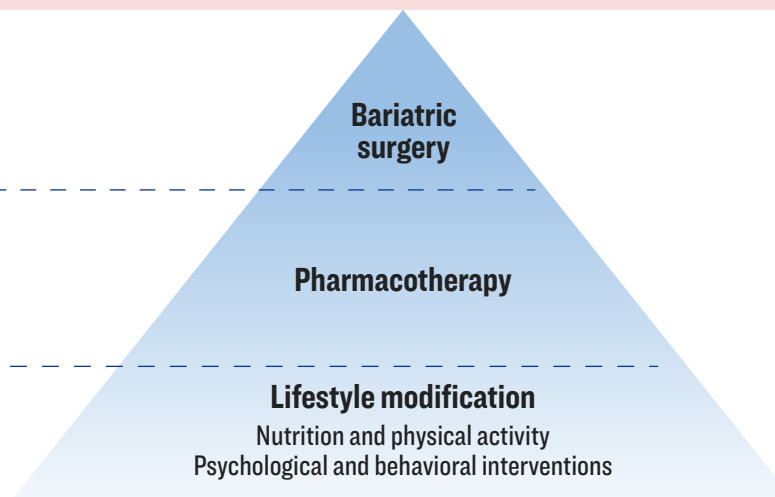 Bariatric
surgery
Pharmacotherapy
Lifestyle modification
Nutrition and physical activity
Psychological and behavioral interventions